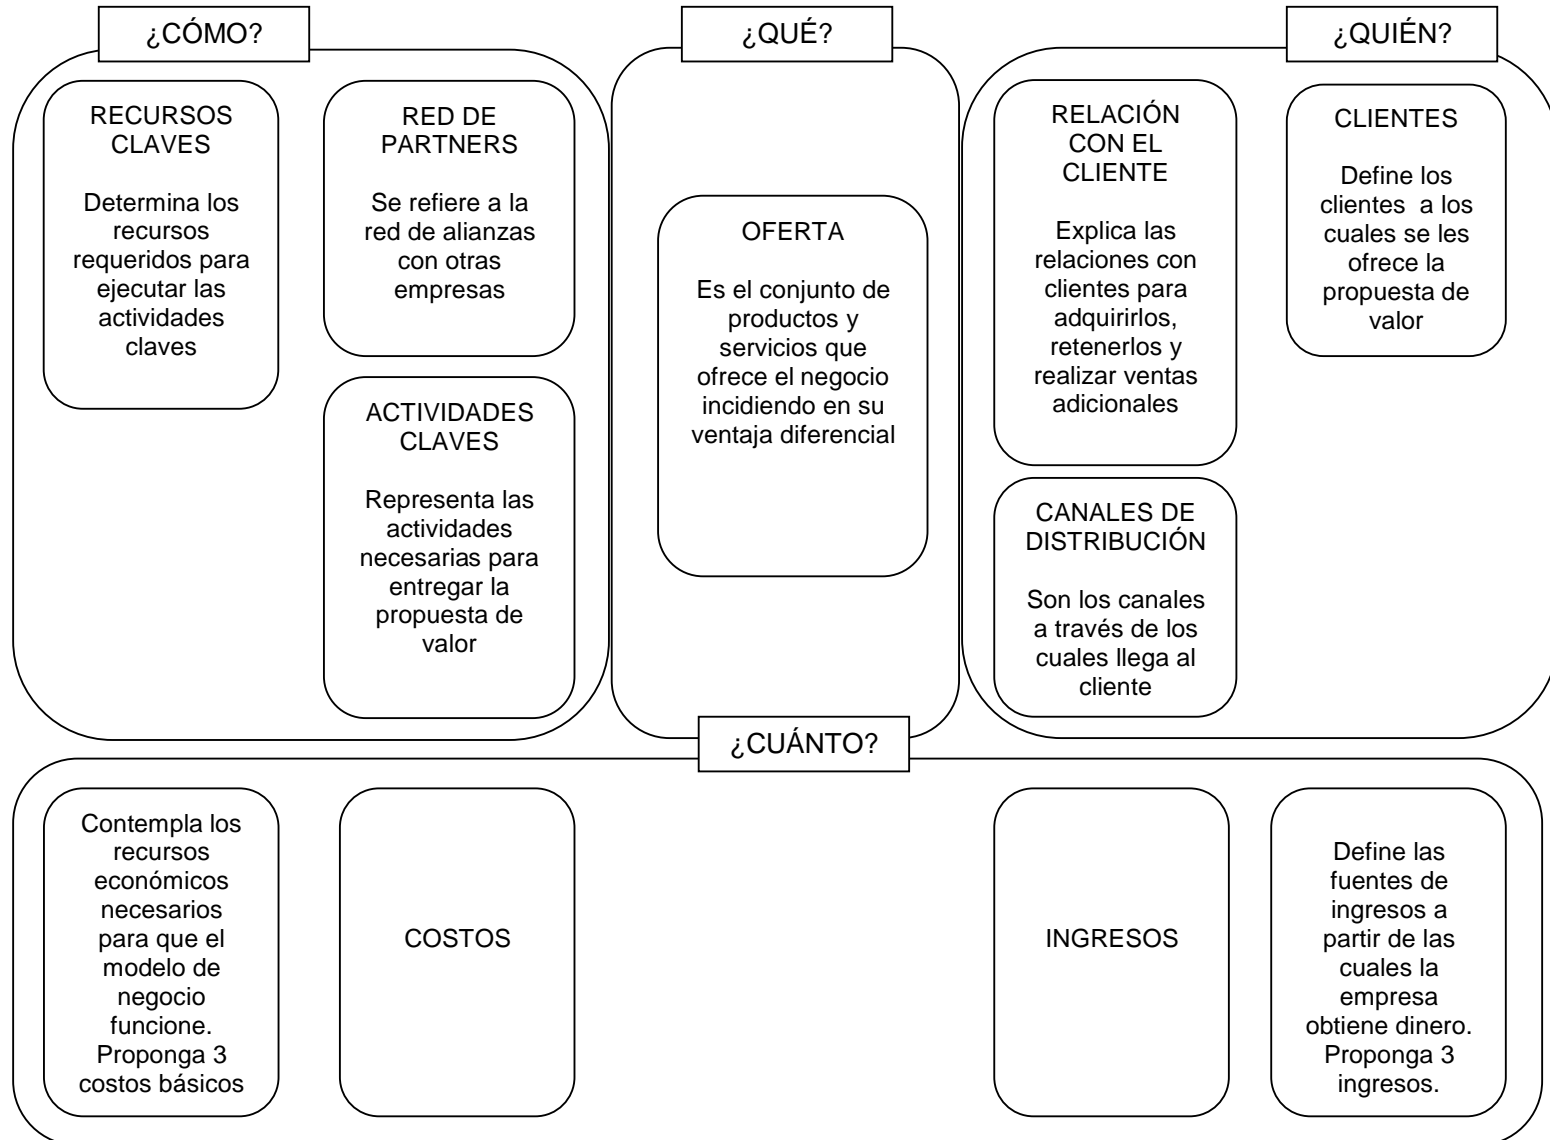 ¿CÓMO?
RECURSOS
CLAVES
Determina los
recursos
requeridos para
ejecutar las
actividades
claves
RED DE
PARTNERS
Se refiere a la
red de alianzas
con otras
empresas
ACTIVIDADES
CLAVES
Representa las
actividades
necesarias para
entregar la
propuesta de
valor
¿QUÉ?
OFERTA
Es el conjunto de
productos y
servicios que
ofrece el negocio
incidiendo en su
ventaja diferencial
¿QUIÉN?
RELACIÓN
CON EL
CLIENTE
Explica las
relaciones con
clientes para
adquirirlos,
retenerlos y
realizar ventas
adicionales
CANALES DE
DISTRIBUCIÓN
Son los canales
a través de los
cuales llega al
cliente
CLIENTES
Define los
clientes a los
cuales se les
ofrece la
propuesta de
valor
¿CUÁNTO?
Contempla los
recursos
económicos
necesarios
para que el
modelo de
negocio
funcione.
Proponga 3
costos básicos
COSTOS
INGRESOS
Define las
fuentes de
ingresos a
partir de las
cuales la
empresa
obtiene dinero.
Proponga 3
ingresos.